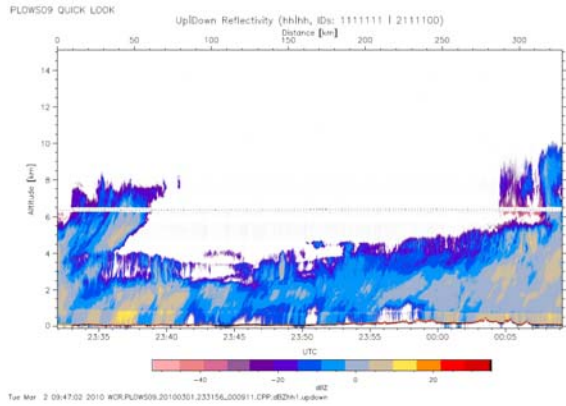 PLOWS09 QUICK LOOK
Up|Down Reflectivity (hh|hh, IDs: 1111111 | 2111100)
Distance [km]
0 50 100 150 200 250 300
14
12
10
8
6
4
2
0
Altitude [km]
23:35 23:40 23:45 23:50 23:55 00:00 00:05
UTC
-40 -20 0 20
dBZ
Tue Mar 2 09:47:02 2010 WCR.PLOWS09.20100301.233156_000911.CPP.dBZhh1.updown